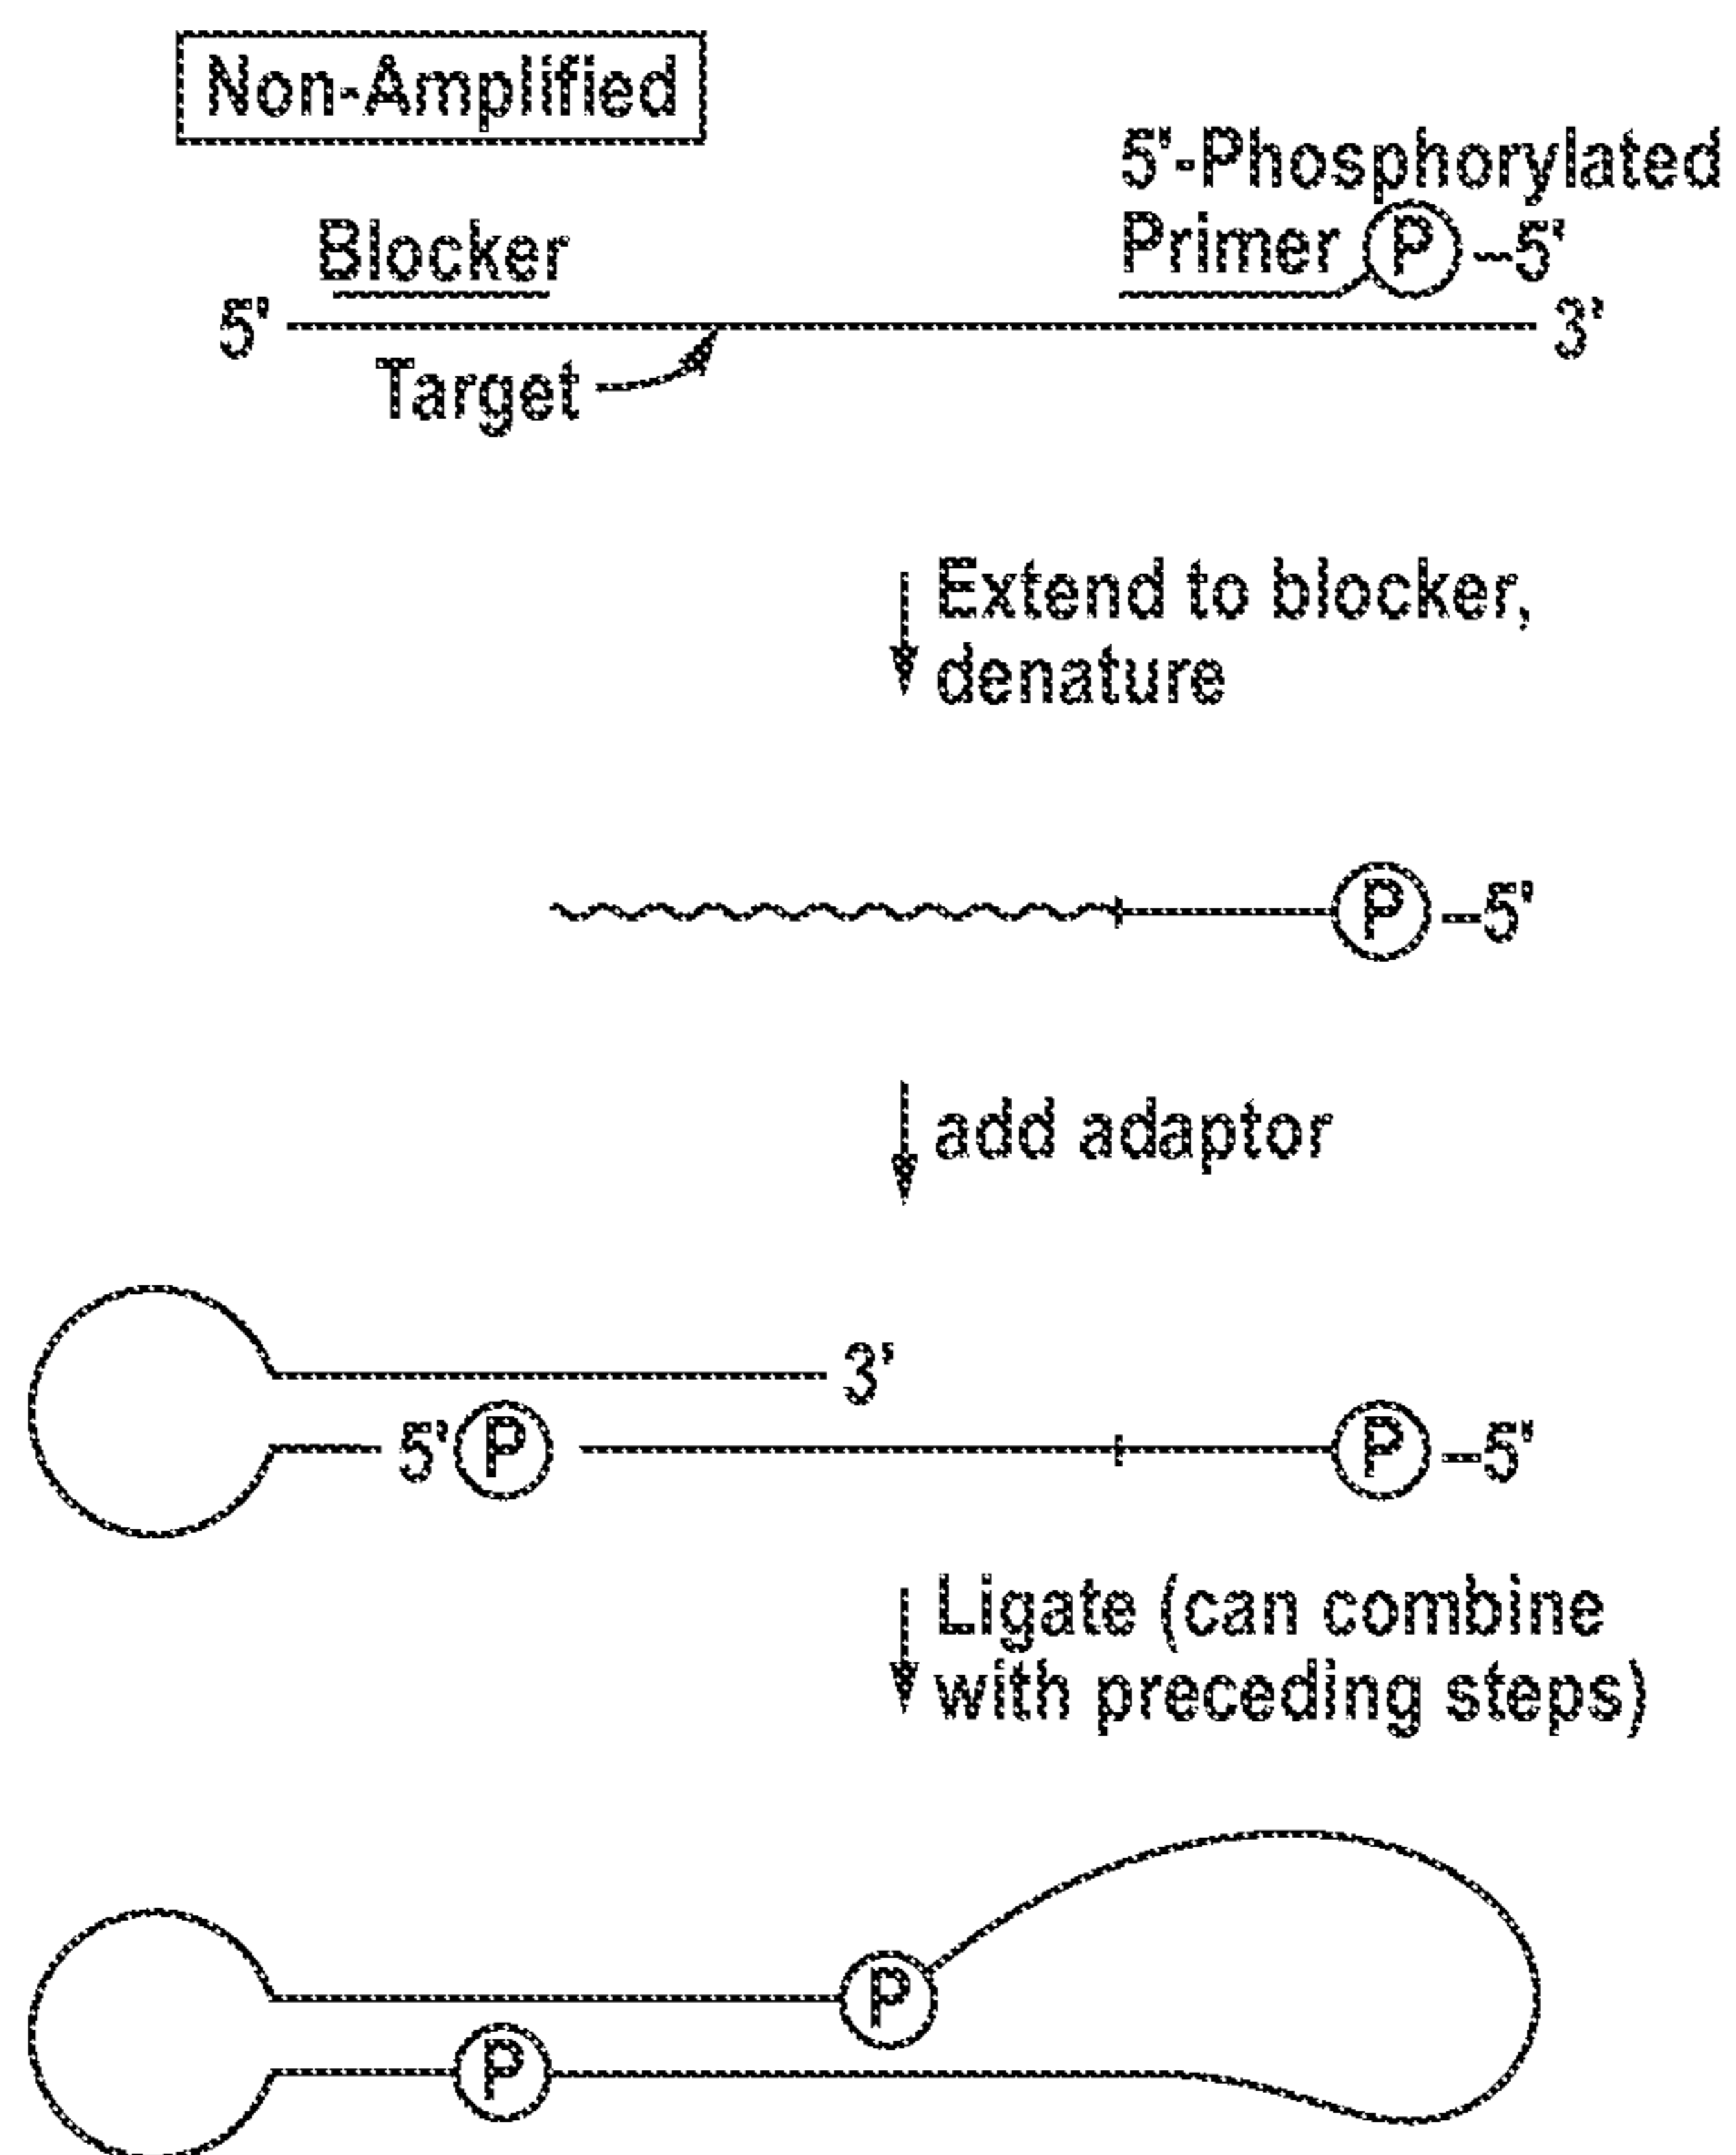 Non-Amplified
5'-Phosphorylated
Blocker
Primer P –5'
5'
3'
Target
Extend to blocker,
denature
P –5'
add adaptor
3'
5' P
P –5'
Ligate (can combine
with preceding steps)
P
P